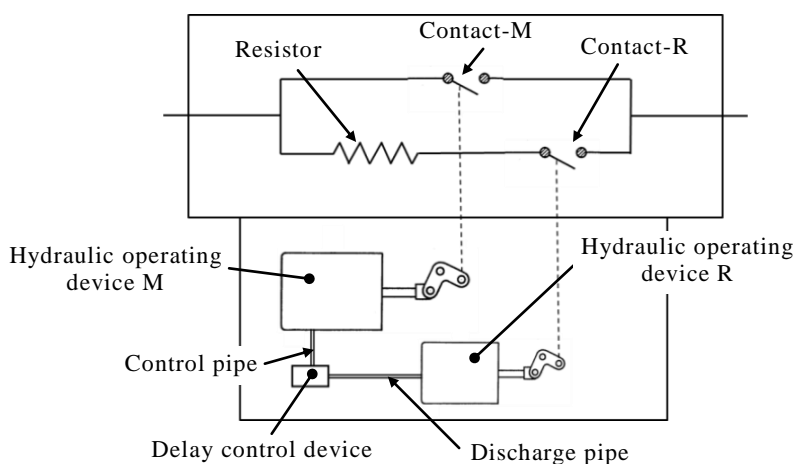 Contact-M
Resistor
Contact-R
Hydraulic operating
device M
Hydraulic operating
device R
Control pipe
Delay control device
Discharge pipe